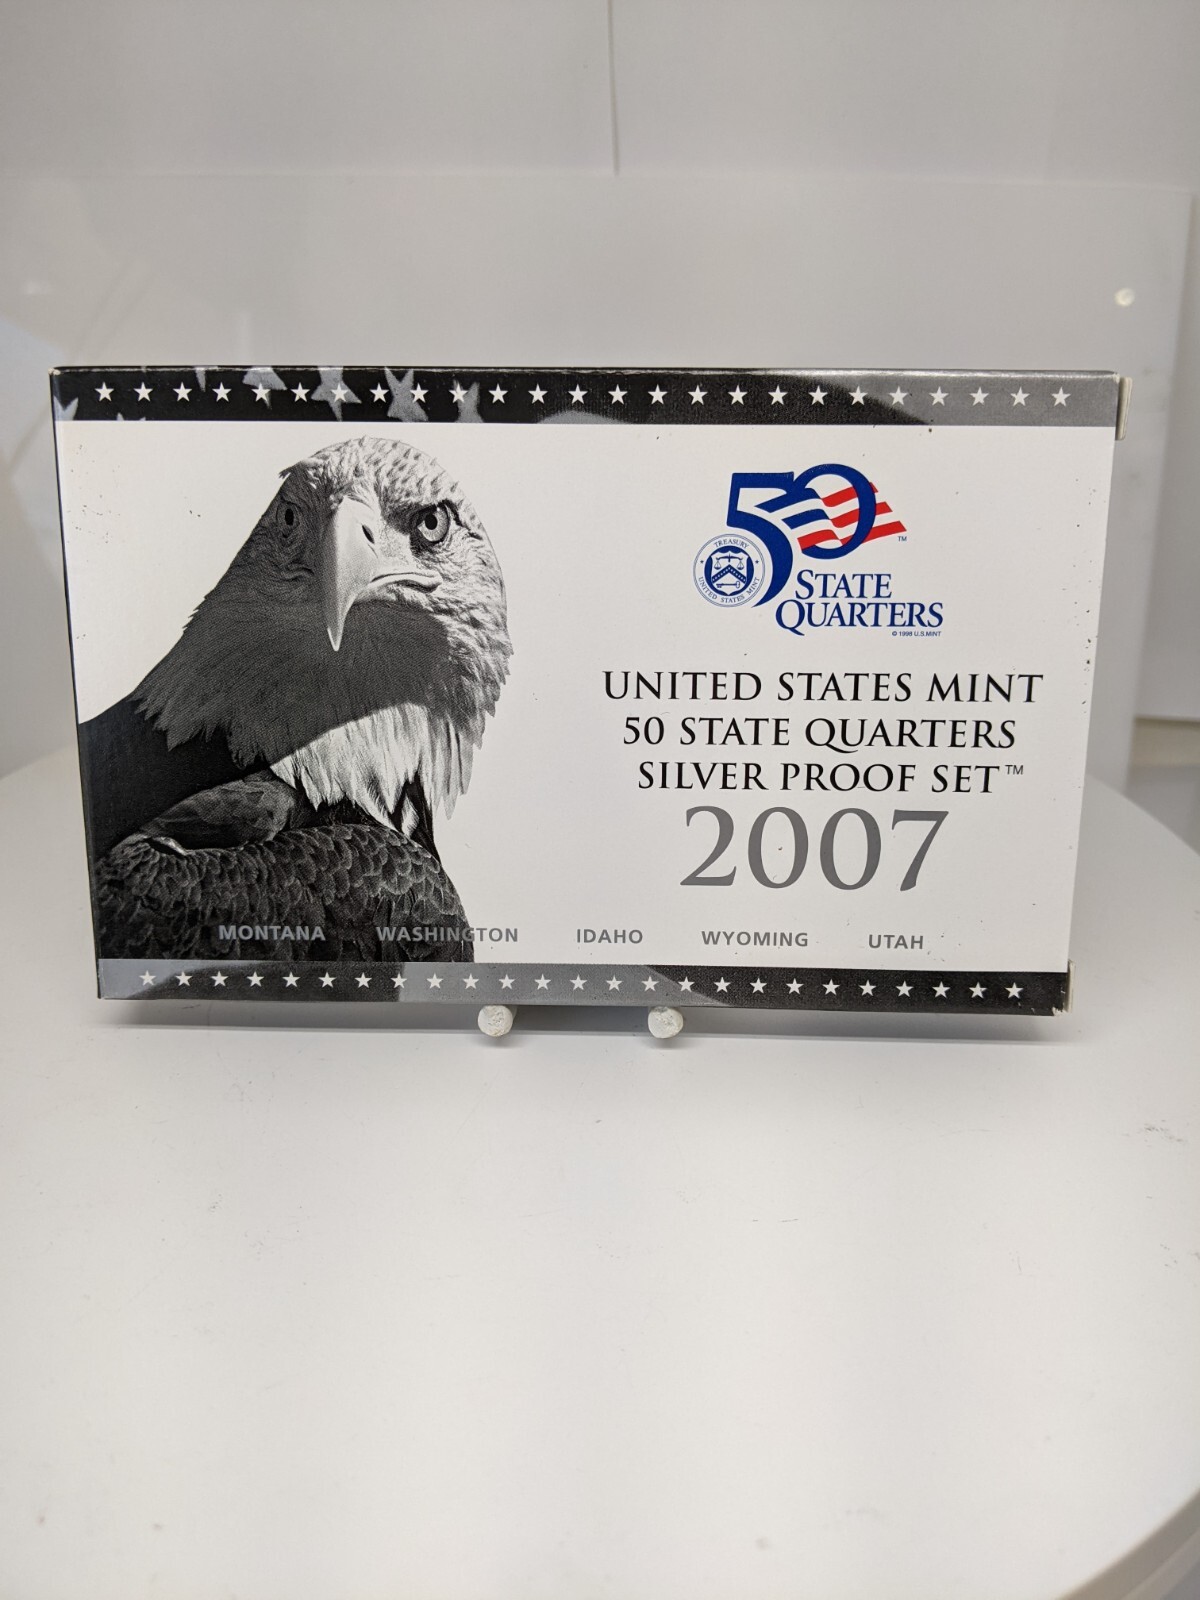 50
TM
TREASURY
UNITED STATES MINT
STATE
QUARTERS
© 1998 U.S.MINT
UNITED STATES MINT
50 STATE QUARTERS
SILVER PROOF SET™
2007
MONTANA WASHINGTON IDAHO WYOMING UTAH